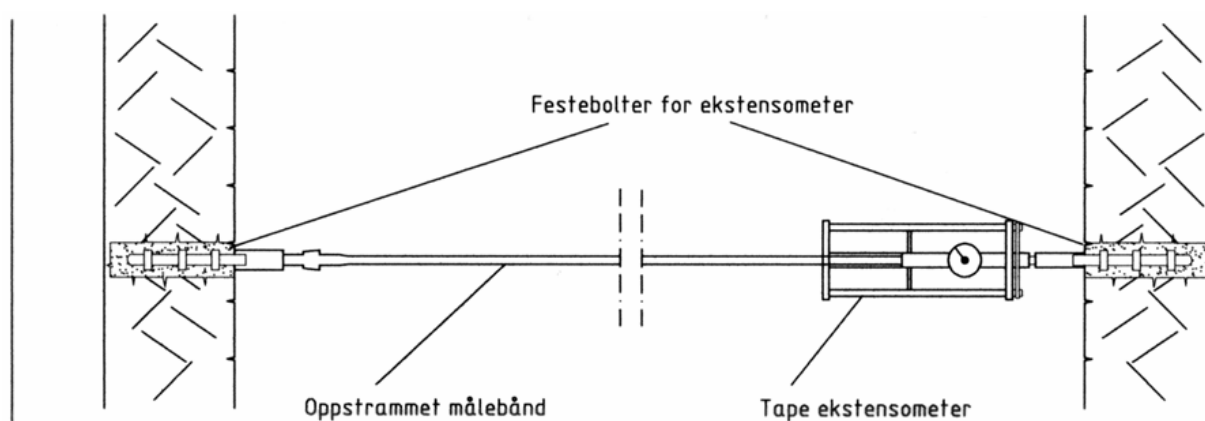 Festebolter for ekstensometer
Oppstrammet målebånd
Tape ekstensometer